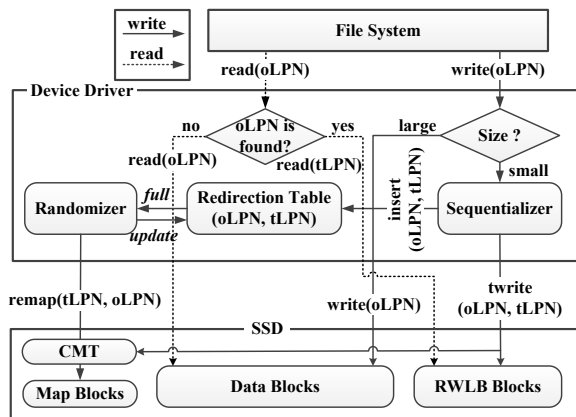 write
read
File System
read(oLPN)
write(oLPN)
Device Driver
no
oLPN is
found?
yes
large
Size ?
read(oLPN)
read(tLPN)
small
Randomizer
full
update
Redirection Table
(oLPN, tLPN)
insert
(oLPN, tLPN)
Sequentializer
remap(tLPN, oLPN)
write(oLPN)
twrite
(oLPN, tLPN)
SSD
CMT
Map Blocks
Data Blocks
RWLB Blocks